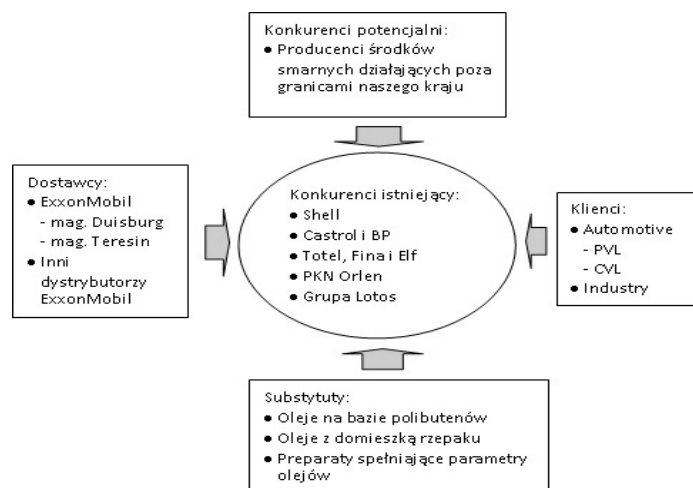 Konkurenci potencjalni:
● Producenci środków
smarnych działających poza
granicami naszego kraju
Dostawcy:
● ExxonMobil
- mag. Duisburg
- mag. Teresin
● Inni
dystrybutorzy
ExxonMobil
Konkurenci istniejący:
● Shell
● Castrol i BP
● Totel, Fina i Elf
● PKN Orlen
● Grupa Lotos
Klienci:
● Automotive
- PVL
- CVL
● Industry
Substytuty:
● Oleje na bazie polibutenów
● Oleje z domieszką rzepaku
● Preparaty spełniające parametry
olejów